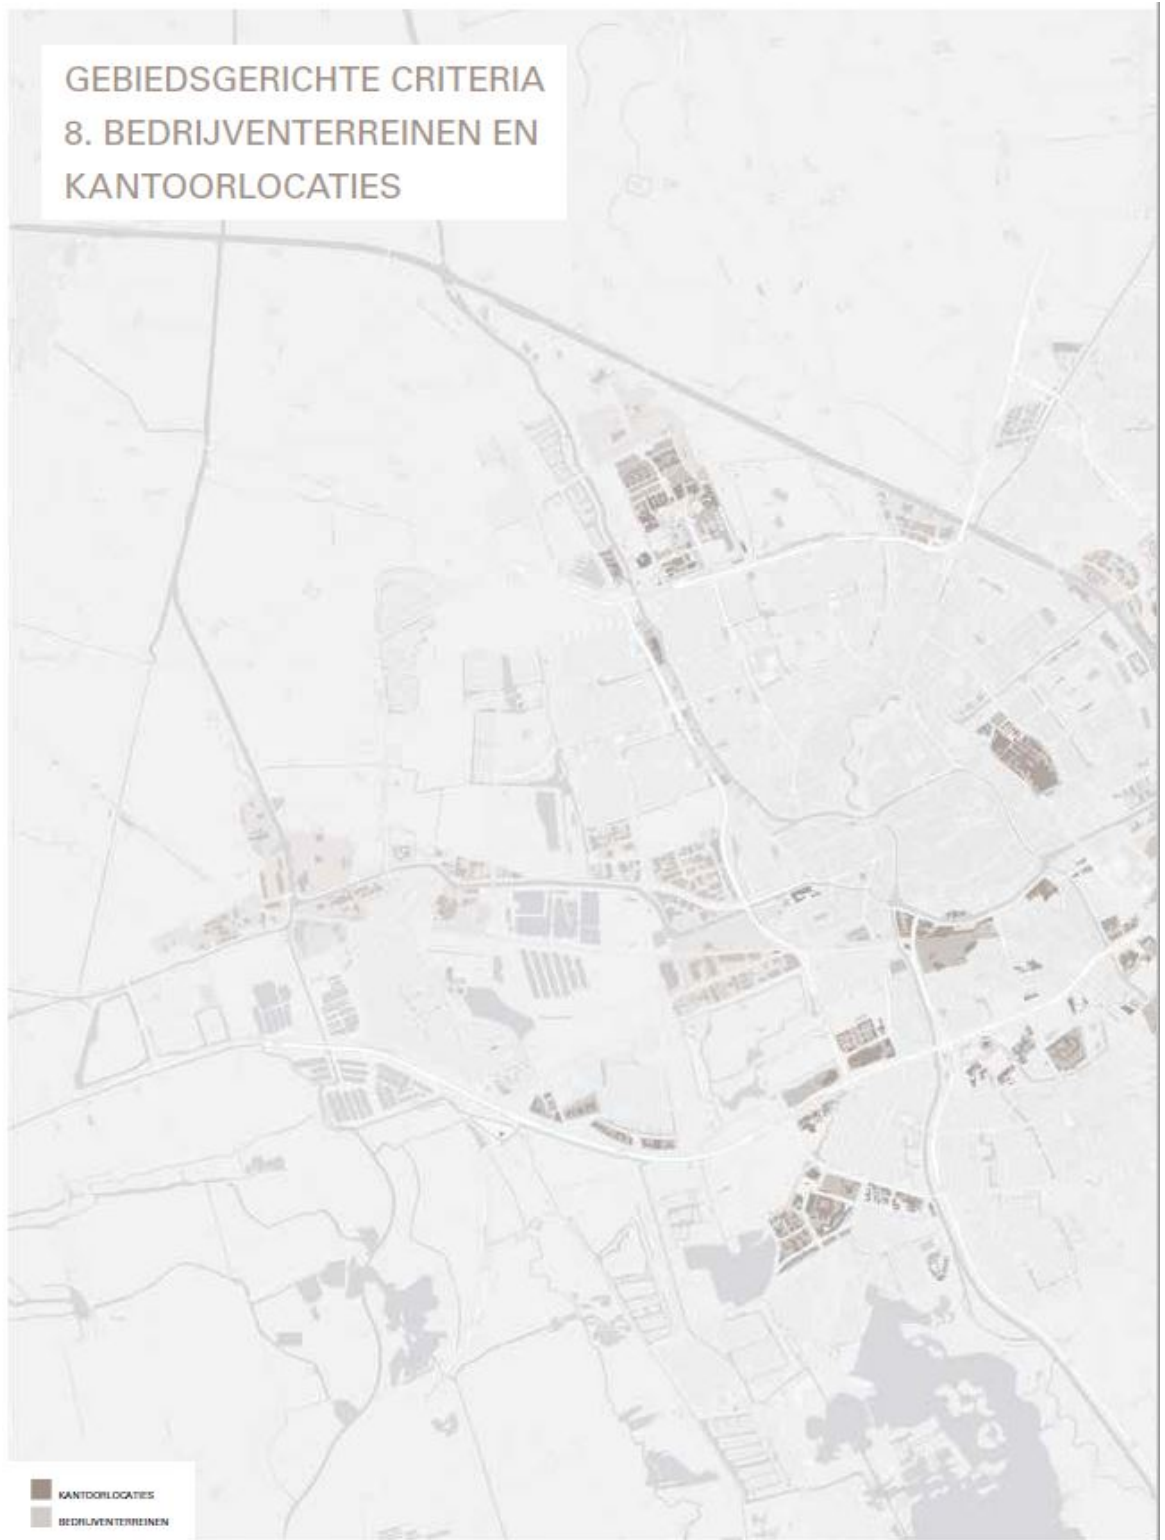 GEBIEDSGERICHTE CRITERIA
8. BEDRIJVENTERREINEN EN
KANTOORLOCATIES
KANTOORLOCATIES
BEDRIJVENTERREINEN